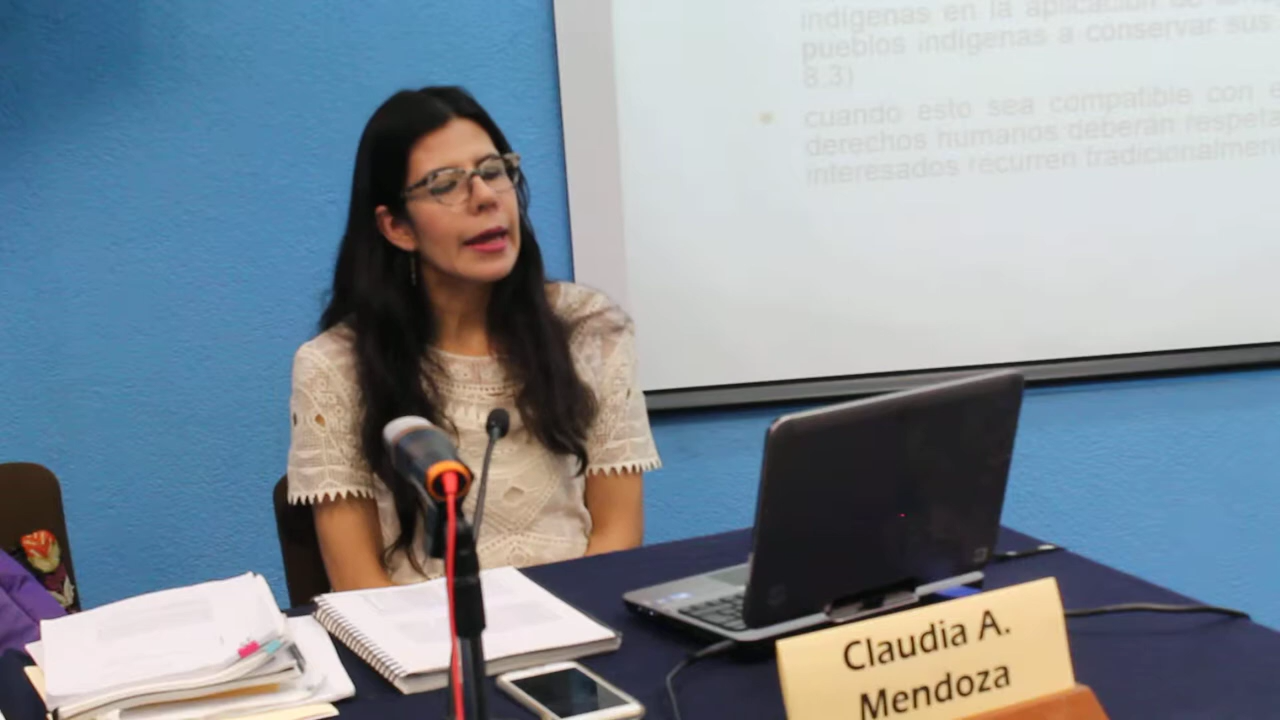 indígenas en la aplicación de
pueblos indígenas a conservar sus
8.3)
cuando esto sea compatible con e
derechos humanos deberán respeta
interesados recurren tradicionalmen
Claudia A.
Mendoza